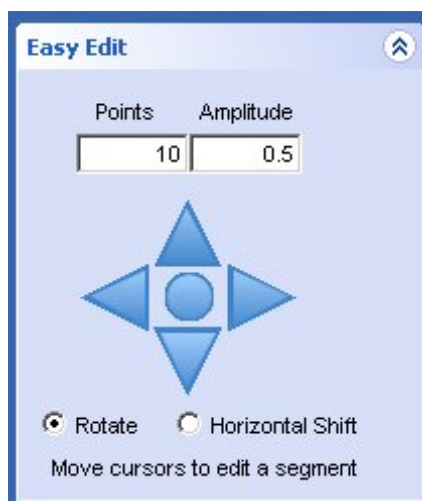 Easy Edit
Points Amplitude
10 0.5
Rotate Horizontal Shift
Move cursors to edit a segment